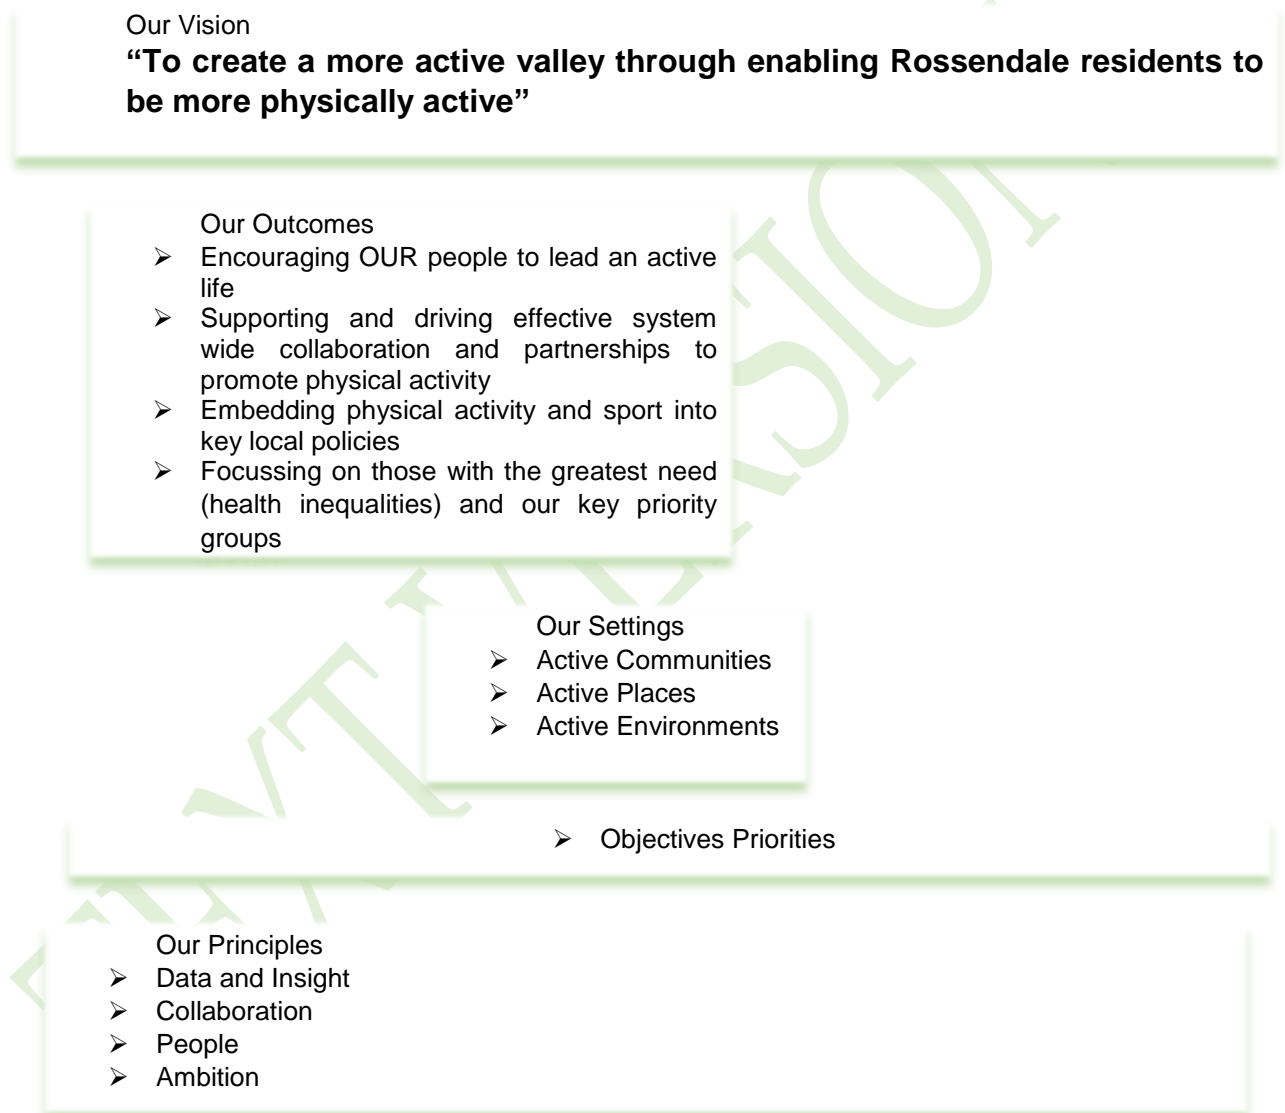 Our Vision
“To create a more active valley through enabling Rossendale residents to
be more physically active”
Our Outcomes
➢ Encouraging OUR people to lead an active
life
➢ Supporting and driving effective system
wide collaboration and partnerships to
promote physical activity
➢ Embedding physical activity and sport into
key local policies
➢ Focussing on those with the greatest need
(health inequalities) and our key priority
groups
Our Settings
➢ Active Communities
➢ Active Places
➢ Active Environments
➢ Objectives Priorities
Our Principles
➢ Data and Insight
➢ Collaboration
➢ People
➢ Ambition